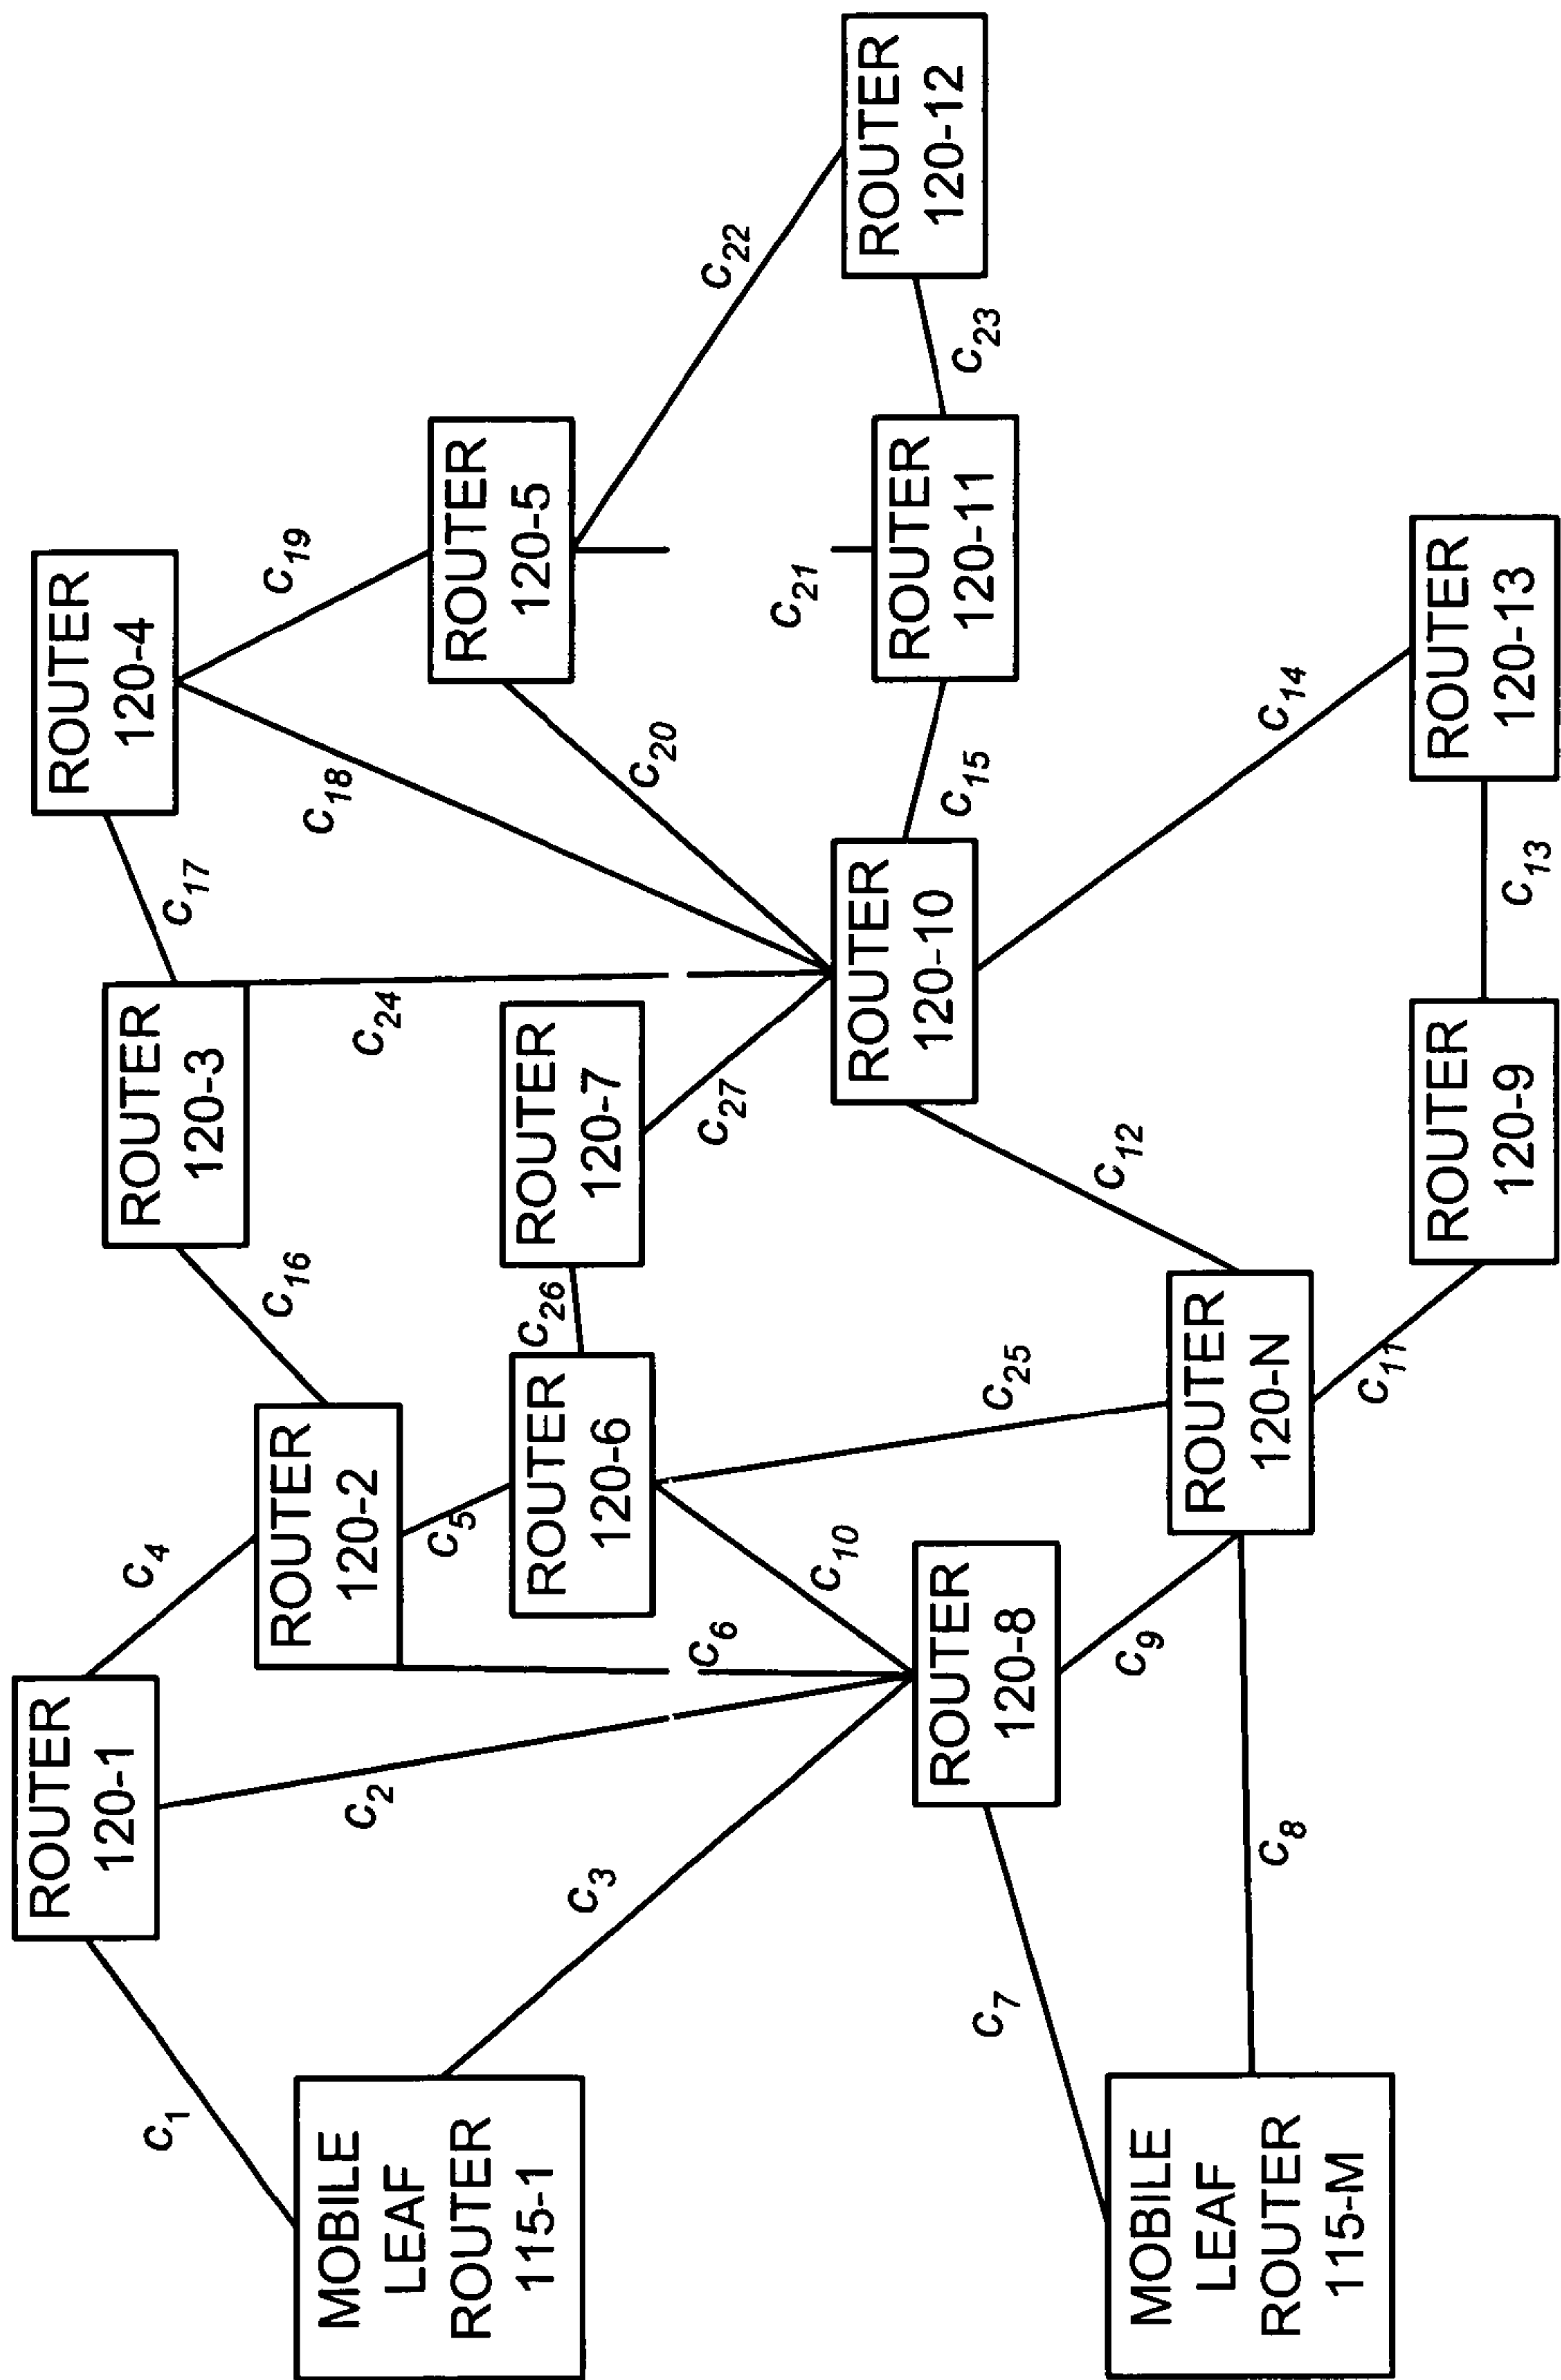 ROUTER
120-1
ROUTER
120-2
ROUTER
120-3
ROUTER
120-4
ROUTER
120-5
ROUTER
120-6
ROUTER
120-7
ROUTER
120-8
ROUTER
120-N
ROUTER
120-10
ROUTER
120-11
ROUTER
120-12
ROUTER
120-9
ROUTER
120-13
MOBILE
LEAF
ROUTER
115-1
MOBILE
LEAF
ROUTER
115-M
C1
C2
C3
C4
C5
C6
C7
C8
C9
C10
C11
C12
C13
C14
C15
C16
C17
C18
C19
C20
C21
C22
C23
C24
C25
C26
C27